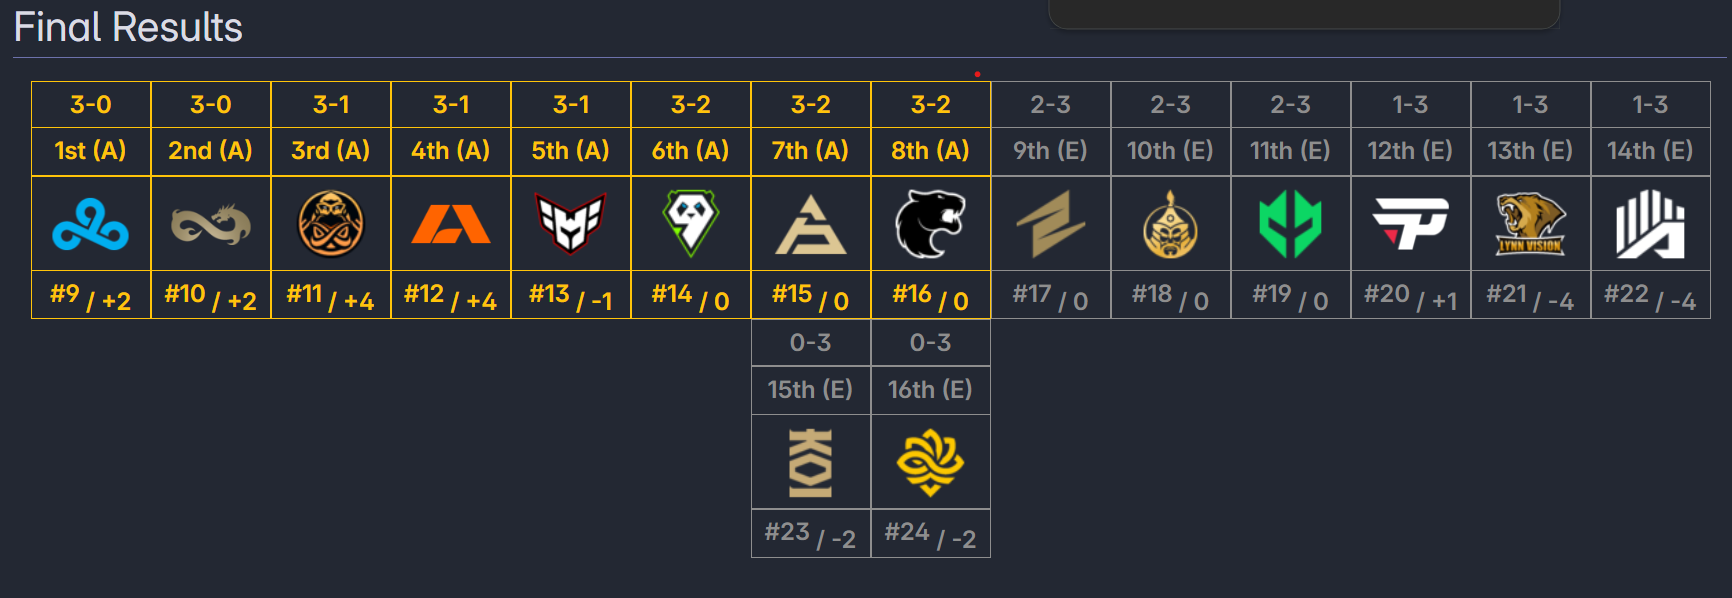 Final Results
3-0 3-0 3-1 3-1 3-1 3-2 3-2 3-2 2-3 2-3 2-3 1-3 1-3 1-3
1st (A) 2nd (A) 3rd (A) 4th (A) 5th (A) 6th (A) 7th (A) 8th (A) 9th (E) 10th (E) 11th (E) 12th (E) 13th (E) 14th (E)
LYNN VISION
#9 / +2 #10 / +2 #11 / +4 #12 / +4 #13 / -1 #14 / 0 #15 / 0 #16 / 0 #17 / 0 #18 / 0 #19 / 0 #20 / +1 #21 / -4 #22 / -4
0-3 0-3
15th (E) 16th (E)
KOI
#23 / -2 #24 / -2